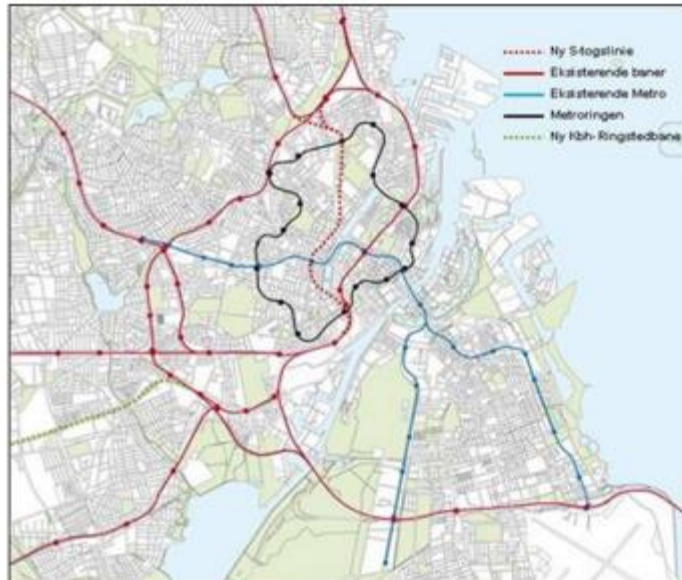 Ny S-togslinie
Eksisterende baner
Eksisterende Metro
Metroringen
Ny Kbh-Ringstedbane